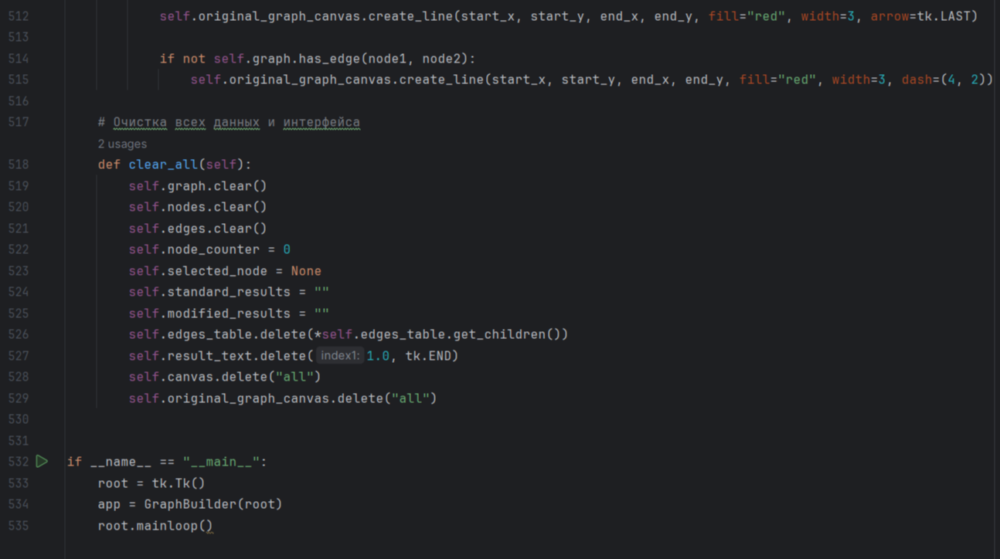 512 self.original_graph_canvas.create_line(start_x, start_y, end_x, end_y, fill="red", width=3, arrow=tk.LAST)
513
514 if not self.graph.has_edge(node1, node2):
515 self.original_graph_canvas.create_line(start_x, start_y, end_x, end_y, fill="red", width=3, dash=(4, 2))
516
517 # Очистка всех данных и интерфейса
2 usages
518 def clear_all(self):
519 self.graph.clear()
520 self.nodes.clear()
521 self.edges.clear()
522 self.node_counter = 0
523 self.selected_node = None
524 self.standard_results = ""
525 self.modified_results = ""
526 self.edges_table.delete(*self.edges_table.get_children())
527 self.result_text.delete( index1: 1.0, tk.END)
528 self.canvas.delete("all")
529 self.original_graph_canvas.delete("all")
530
531
532 if __name__ == "__main__":
533 root = tk.Tk()
534 app = GraphBuilder(root)
535 root.mainloop()